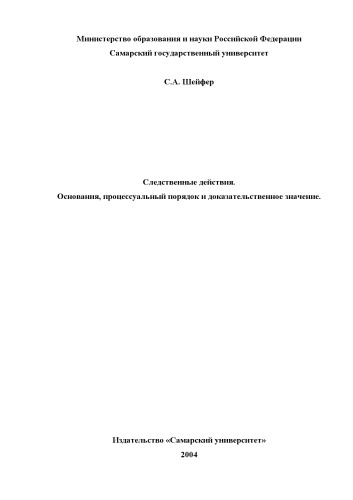 Министерство образования и науки Российской Федерации
Самарский государственный университет
С.А. Шейфер
Следственные действия.
Основания, процессуальный порядок и доказательственное значение.
Издательство «Самарский университет»
2004